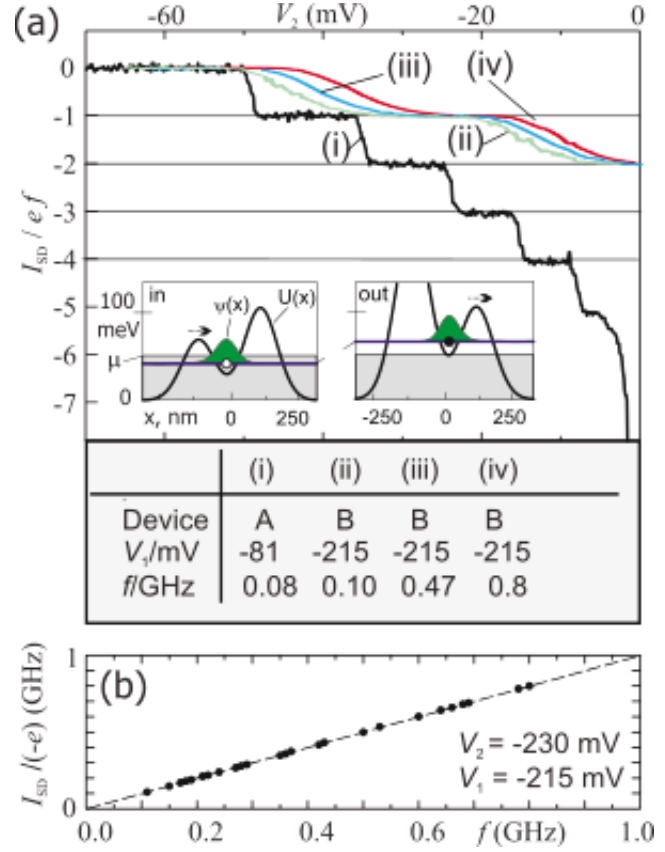 (a)
V₂ (mV)
-60 -40 -20 0
I_SD / e f
0
-1
-2
-3
-4
-5
-6
-7
(i)
(ii)
(iii)
(iv)
in
ψ(x)
U(x)
100
meV
μ
0
x, nm 0 250
out
-250 0 250
(i) (ii) (iii) (iv)
Device A B B B
V₁/mV -81 -215 -215 -215
f/GHz 0.08 0.10 0.47 0.8
(b)
I_SD /(-e) (GHz)
1
0
V₂ = -230 mV
V₁ = -215 mV
0.0 0.2 0.4 0.6 0.8 1.0
f (GHz)